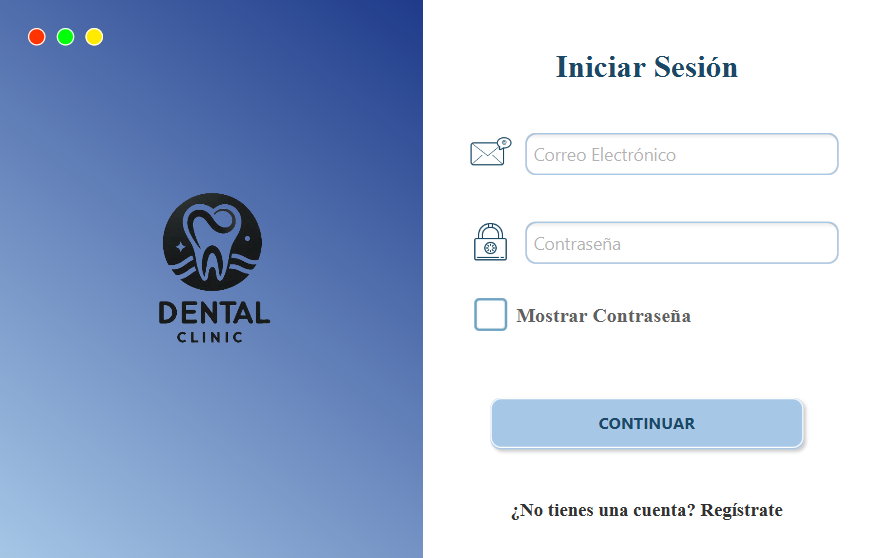 DENTAL
CLINIC
Iniciar Sesión
Correo Electrónico
Contraseña
Mostrar Contraseña
CONTINUAR
¿No tienes una cuenta? Regístrate